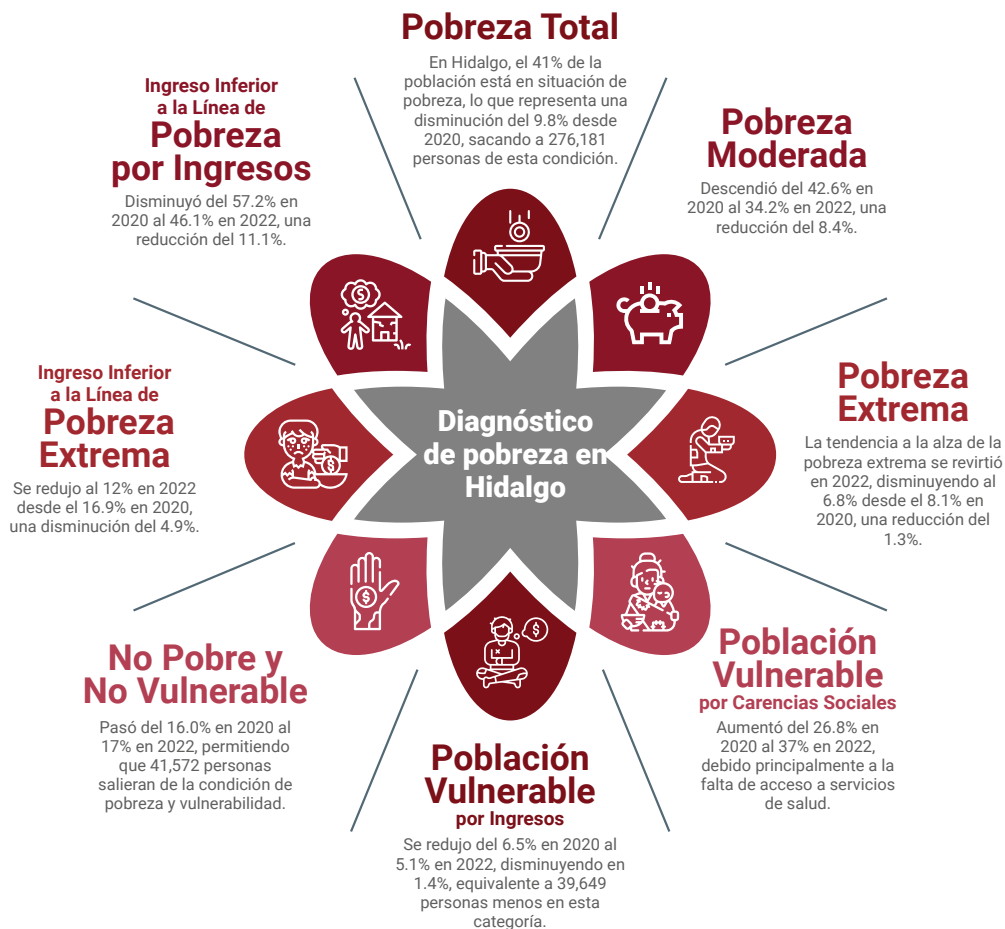 Pobreza Total
En Hidalgo, el 41% de la
población está en situación de
pobreza, lo que representa una
disminución del 9.8% desde
2020, sacando a 276,181
personas de esta condición.
Pobreza
Moderada
Descendió del 42.6% en
2020 al 34.2% en 2022, una
reducción del 8.4%.
Pobreza
Extrema
La tendencia a la alza de la
pobreza extrema se revirtió
en 2022, disminuyendo al
6.8% desde el 8.1% en
2020, una reducción del
1.3%.
Población
Vulnerable
por Carencias Sociales
Aumentó del 26.8% en
2020 al 37% en 2022,
debido principalmente a la
falta de acceso a servicios
de salud.
Población
Vulnerable
por Ingresos
Se redujo del 6.5% en 2020 al
5.1% en 2022, disminuyendo en
1.4%, equivalente a 39,649
personas menos en esta
categoría.
No Pobre y
No Vulnerable
Pasó del 16.0% en 2020 al
17% en 2022, permitiendo
que 41,572 personas
salieran de la condición de
pobreza y vulnerabilidad.
Ingreso Inferior
a la Línea de
Pobreza
Extrema
Se redujo al 12% en 2022
desde el 16.9% en 2020,
una disminución del 4.9%.
Ingreso Inferior
a la Línea de
Pobreza
por Ingresos
Disminuyó del 57.2% en
2020 al 46.1% en 2022, una
reducción del 11.1%.
Diagnóstico
de pobreza en
Hidalgo